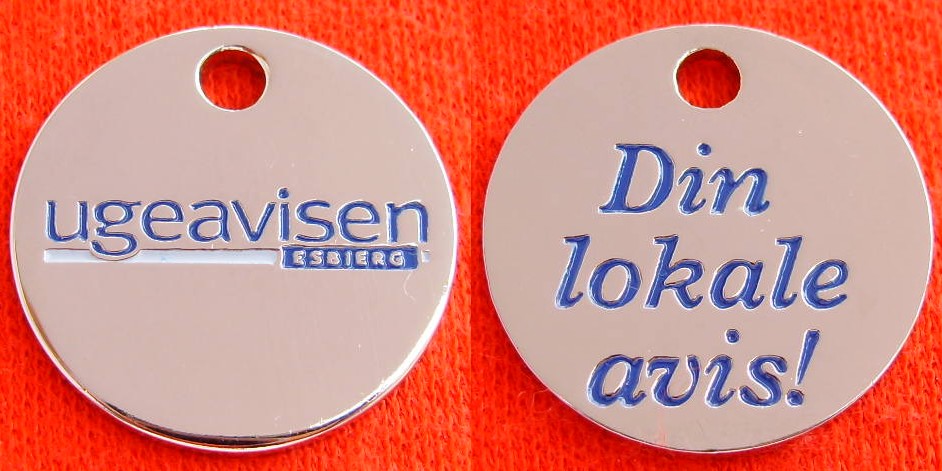 ugeavisen
ESBJERG
Din
lokale
avis!